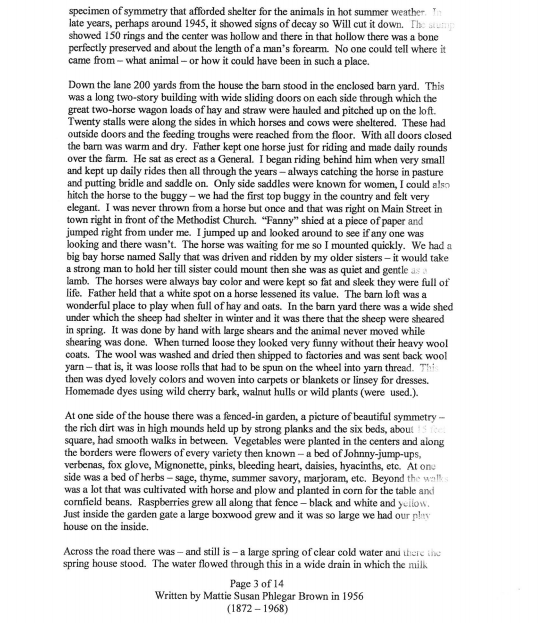 specimen of symmetry that afforded shelter for the animals in hot summer weather. In
late years, perhaps around 1945, it showed signs of decay so Will cut it down. The stump
showed 150 rings and the center was hollow and there in that hollow there was a bone
perfectly preserved and about the length of a man's forearm. No one could tell where it
came from – what animal – or how it could have been in such a place.

Down the lane 200 yards from the house the barn stood in the enclosed barn yard. This
was a long two-story building with wide sliding doors on each side through which the
great two-horse wagon loads of hay and straw were hauled and pitched up on the loft.
Twenty stalls were along the sides in which horses and cows were sheltered. These had
outside doors and the feeding troughs were reached from the floor. With all doors closed
the barn was warm and dry. Father kept one horse just for riding and made daily rounds
over the farm. He sat as erect as a General. I began riding behind him when very small
and kept up daily rides then all through the years – always catching the horse in pasture
and putting bridle and saddle on. Only side saddles were known for women, I could also
hitch the horse to the buggy – we had the first top buggy in the country and felt very
elegant. I was never thrown from a horse but once and that was right on Main Street in
town right in front of the Methodist Church. "Fanny" shied at a piece of paper and
jumped right from under me. I jumped up and looked around to see if any one was
looking and there wasn't. The horse was waiting for me so I mounted quickly. We had a
big bay horse named Sally that was driven and ridden by my older sisters – it would take
a strong man to hold her till sister could mount then she was as quiet and gentle as a
lamb. The horses were always bay color and were kept so fat and sleek they were full of
life. Father held that a white spot on a horse lessened its value. The barn loft was a
wonderful place to play when full of hay and oats. In the barn yard there was a wide shed
under which the sheep had shelter in winter and it was there that the sheep were sheared
in spring. It was done by hand with large shears and the animal never moved while
shearing was done. When turned loose they looked very funny without their heavy wool
coats. The wool was washed and dried then shipped to factories and was sent back wool
yarn – that is, it was loose rolls that had to be spun on the wheel into yarn thread. This
then was dyed lovely colors and woven into carpets or blankets or linsey for dresses.
Homemade dyes using wild cherry bark, walnut hulls or wild plants (were used.).

At one side of the house there was a fenced-in garden, a picture of beautiful symmetry –
the rich dirt was in high mounds held up by strong planks and the six beds, about 15 feet
square, had smooth walks in between. Vegetables were planted in the centers and along
the borders were flowers of every variety then known – a bed of Johnny-jump-ups,
verbenas, fox glove, Mignonette, pinks, bleeding heart, daisies, hyacinths, etc. At one
side was a bed of herbs – sage, thyme, summer savory, marjoram, etc. Beyond the walks
was a lot that was cultivated with horse and plow and planted in corn for the table and
cornfield beans. Raspberries grew all along that fence – black and white and yellow.
Just inside the garden gate a large boxwood grew and it was so large we had our play
house on the inside.

Across the road there was – and still is – a large spring of clear cold water and there the
spring house stood. The water flowed through this in a wide drain in which the milk

Page 3 of 14
Written by Mattie Susan Phlegar Brown in 1956
(1872 – 1968)